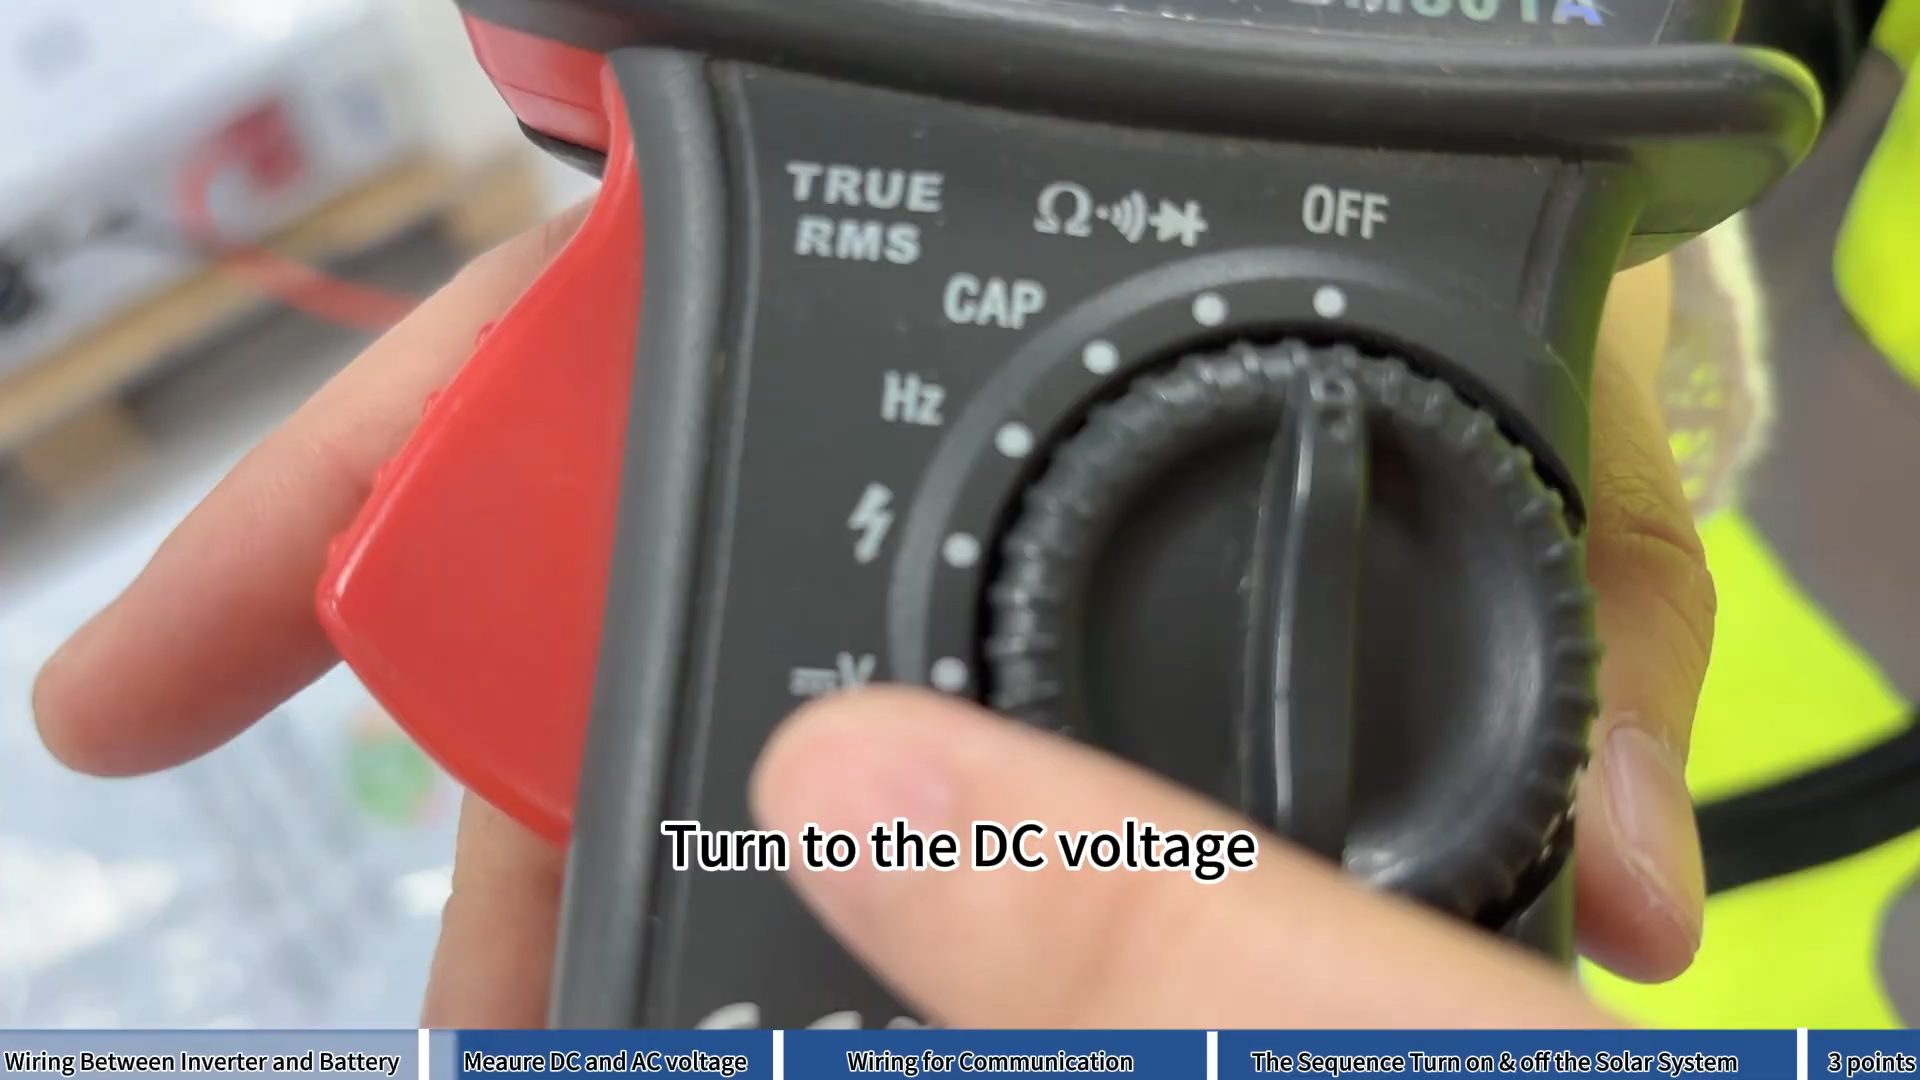 TRUE
RMS
Ω
OFF
CAP
Hz
V
Turn to the DC voltage
Wiring Between Inverter and Battery
Meaure DC and AC voltage
Wiring for Communication
The Sequence Turn on & off the Solar System
3 points